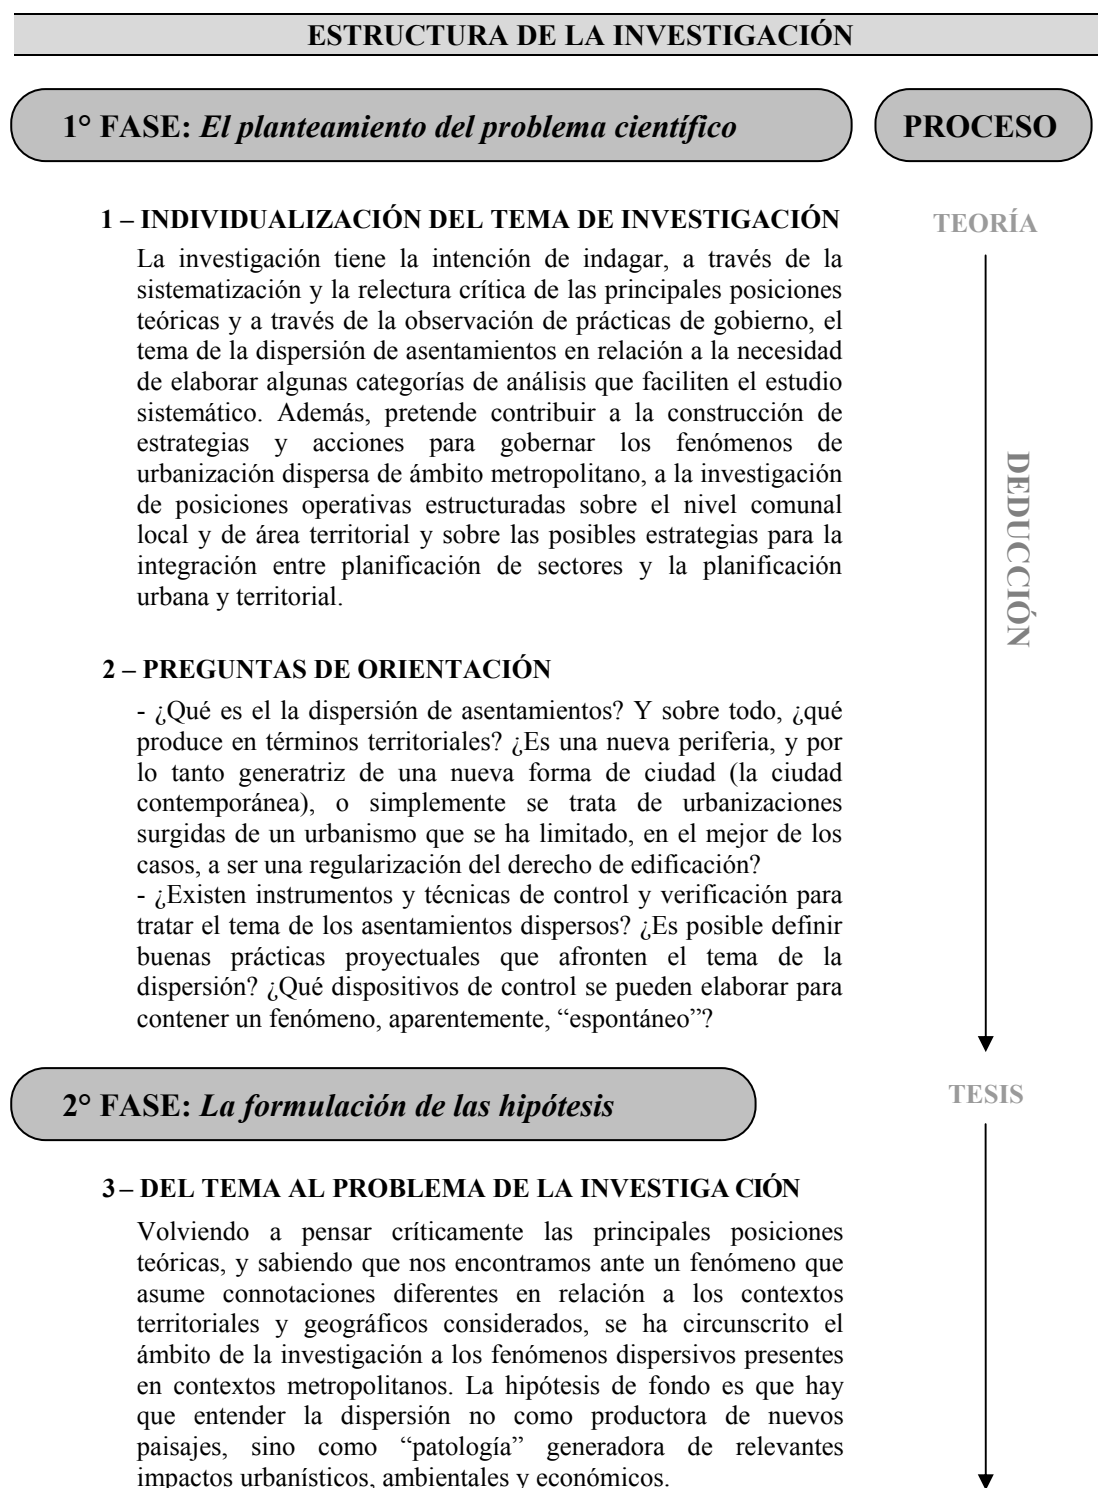 ESTRUCTURA DE LA INVESTIGACIÓN
1° FASE: El planteamiento del problema científico
PROCESO
1 – INDIVIDUALIZACIÓN DEL TEMA DE INVESTIGACIÓN
TEORÍA
La investigación tiene la intención de indagar, a través de la
sistematización y la relectura crítica de las principales posiciones
teóricas y a través de la observación de prácticas de gobierno, el
tema de la dispersión de asentamientos en relación a la necesidad
de elaborar algunas categorías de análisis que faciliten el estudio
sistemático. Además, pretende contribuir a la construcción de
estrategias y acciones para gobernar los fenómenos de
urbanización dispersa de ámbito metropolitano, a la investigación
de posiciones operativas estructuradas sobre el nivel comunal
local y de área territorial y sobre las posibles estrategias para la
integración entre planificación de sectores y la planificación
urbana y territorial.
DEDUCCIÓN
2 – PREGUNTAS DE ORIENTACIÓN
- ¿Qué es el la dispersión de asentamientos? Y sobre todo, ¿qué
produce en términos territoriales? ¿Es una nueva periferia, y por
lo tanto generatriz de una nueva forma de ciudad (la ciudad
contemporánea), o simplemente se trata de urbanizaciones
surgidas de un urbanismo que se ha limitado, en el mejor de los
casos, a ser una regularización del derecho de edificación?
- ¿Existen instrumentos y técnicas de control y verificación para
tratar el tema de los asentamientos dispersos? ¿Es posible definir
buenas prácticas proyectuales que afronten el tema de la
dispersión? ¿Qué dispositivos de control se pueden elaborar para
contener un fenómeno, aparentemente, “espontáneo”?
2° FASE: La formulación de las hipótesis
TESIS
3 – DEL TEMA AL PROBLEMA DE LA INVESTIGA CIÓN
Volviendo a pensar críticamente las principales posiciones
teóricas, y sabiendo que nos encontramos ante un fenómeno que
asume connotaciones diferentes en relación a los contextos
territoriales y geográficos considerados, se ha circunscrito el
ámbito de la investigación a los fenómenos dispersivos presentes
en contextos metropolitanos. La hipótesis de fondo es que hay
que entender la dispersión no como productora de nuevos
paisajes, sino como “patología” generadora de relevantes
impactos urbanísticos, ambientales y económicos.